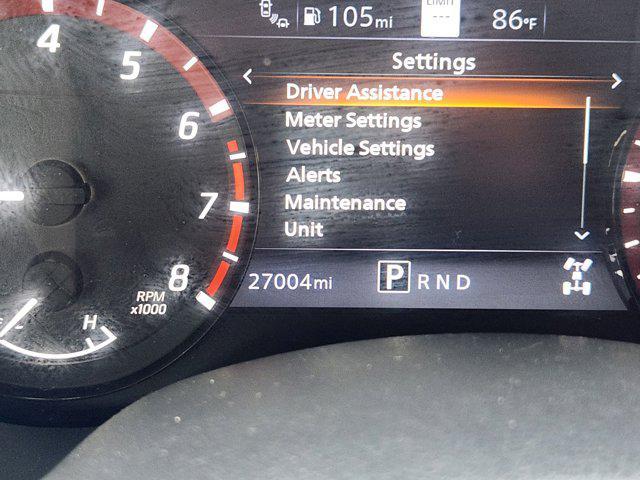 105mi
LIMIT
---
86°F
Settings
Driver Assistance
Meter Settings
Vehicle Settings
Alerts
Maintenance
Unit
4
5
6
7
8
RPM
x1000
H
27004mi
P R N D